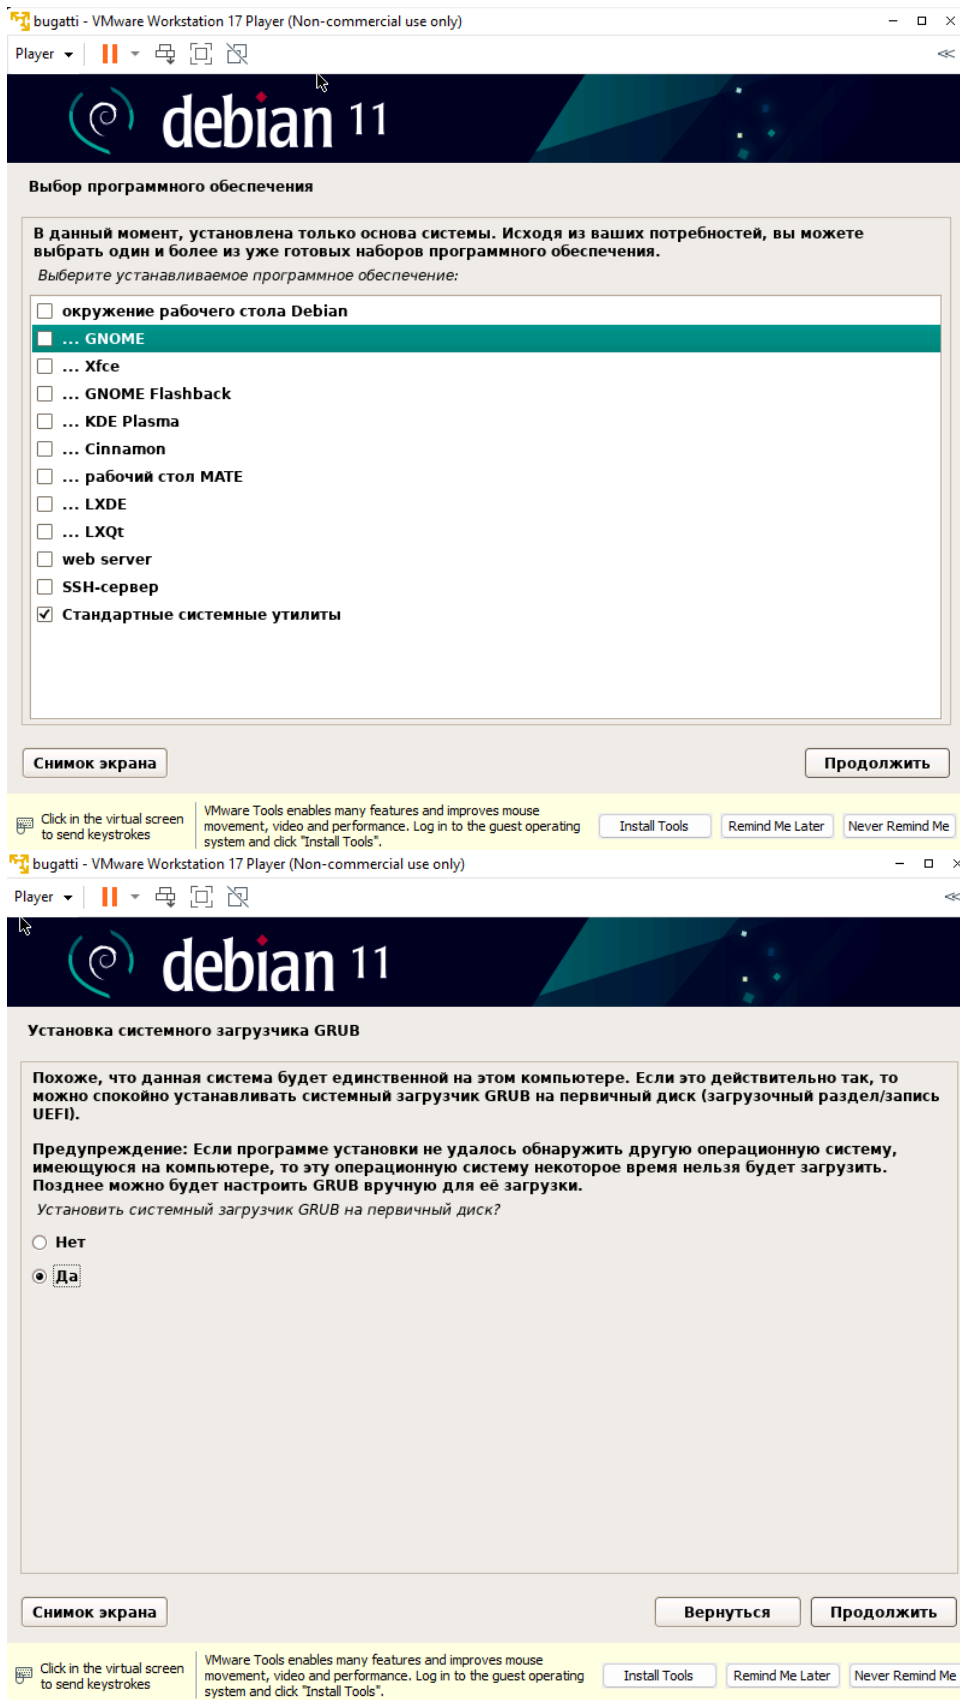 bugatti - VMware Workstation 17 Player (Non-commercial use only)
Player
debian 11
Выбор программного обеспечения
В данный момент, установлена только основа системы. Исходя из ваших потребностей, вы можете
выбрать один и более из уже готовых наборов программного обеспечения.
Выберите устанавливаемое программное обеспечение:
окружение рабочего стола Debian
... GNOME
... Xfce
... GNOME Flashback
... KDE Plasma
... Cinnamon
... рабочий стол MATE
... LXDE
... LXQt
web server
SSH-сервер
Стандартные системные утилиты
Снимок экрана
Продолжить
Click in the virtual screen
to send keystrokes
VMware Tools enables many features and improves mouse
movement, video and performance. Log in to the guest operating
system and click "Install Tools".
Install Tools
Remind Me Later
Never Remind Me
bugatti - VMware Workstation 17 Player (Non-commercial use only)
Player
debian 11
Установка системного загрузчика GRUB
Похоже, что данная система будет единственной на этом компьютере. Если это действительно так, то
можно спокойно устанавливать системный загрузчик GRUB на первичный диск (загрузочный раздел/запись
UEFI).
Предупреждение: Если программе установки не удалось обнаружить другую операционную систему,
имеющуюся на компьютере, то эту операционную систему некоторое время нельзя будет загрузить.
Позднее можно будет настроить GRUB вручную для её загрузки.
Установить системный загрузчик GRUB на первичный диск?
Нет
Да
Снимок экрана
Вернуться
Продолжить
Click in the virtual screen
to send keystrokes
VMware Tools enables many features and improves mouse
movement, video and performance. Log in to the guest operating
system and click "Install Tools".
Install Tools
Remind Me Later
Never Remind Me